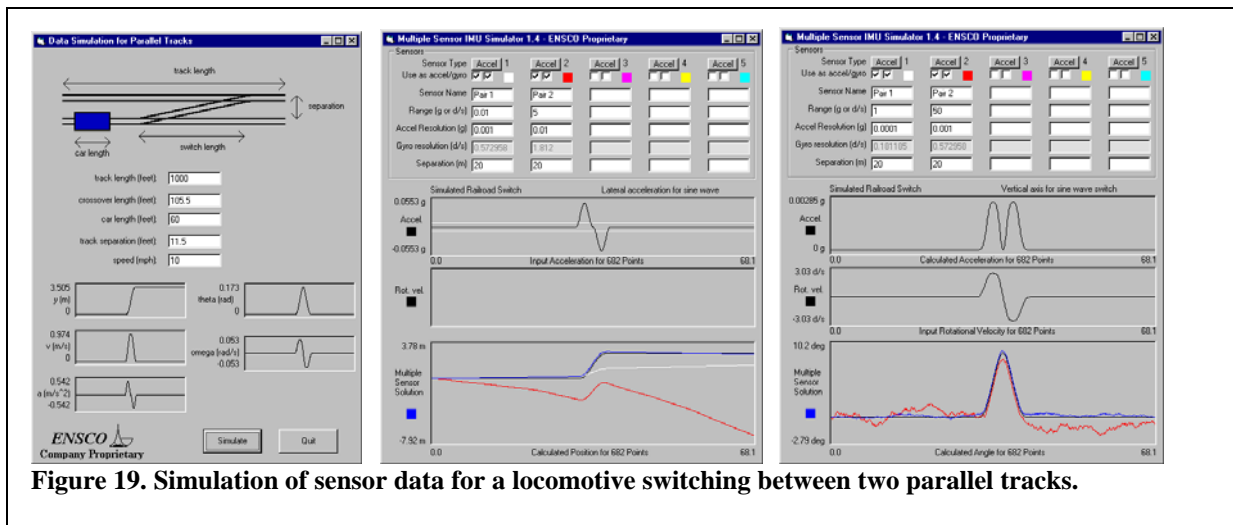 Data Simulation for Parallel Tracks
track length
separation
car length
switch length
track length (feet): 1000
crossover length (feet): 105.5
car length (feet): 60
track separation (feet): 11.5
speed (mph): 10
3.505
y (m)
0
0.173
theta (rad)
0
0.974
v (m/s)
0
0.053
omega (rad/s)
-0.053
0.542
a (m/s^2)
-0.542
ENSCO
Company Proprietary
Simulate
Quit
Multiple Sensor IMU Simulator 1.4 - ENSCO Proprietary
Sensors
Sensor Type Accel 1 Accel 2 Accel 3 Accel 4 Accel 5
Use as accel/gyro
Sensor Name Pair 1 Pair 2
Range (g or d/s) 0.01 5
Accel Resolution (g) 0.001 0.01
Gyro resolution (d/s) 0.572958 1.812
Separation (m) 20 20
Simulated Railroad Switch Lateral acceleration for sine wave
0.0553 g
Accel.
-0.0553 g
0.0 Input Acceleration for 682 Points 68.1
Rot. vel.
3.78 m
Multiple
Sensor
Solution
-7.92 m
0.0 Calculated Position for 682 Points 68.1
Multiple Sensor IMU Simulator 1.4 - ENSCO Proprietary
Sensors
Sensor Type Accel 1 Accel 2 Accel 3 Accel 4 Accel 5
Use as accel/gyro
Sensor Name Pair 1 Pair 2
Range (g or d/s) 1 50
Accel Resolution (g) 0.0001 0.001
Gyro resolution (d/s) 0.181185 0.572958
Separation (m) 20 20
Simulated Railroad Switch Vertical axis for sine wave switch
0.00285 g
Accel.
0 g
0.0 Calculated Acceleration for 682 Points 68.1
3.03 d/s
Rot. vel.
-3.03 d/s
0.0 Input Rotational Velocity for 682 Points 68.1
10.2 deg
Multiple
Sensor
Solution
-2.79 deg
0.0 Calculated Angle for 682 Points 68.1
Figure 19. Simulation of sensor data for a locomotive switching between two parallel tracks.